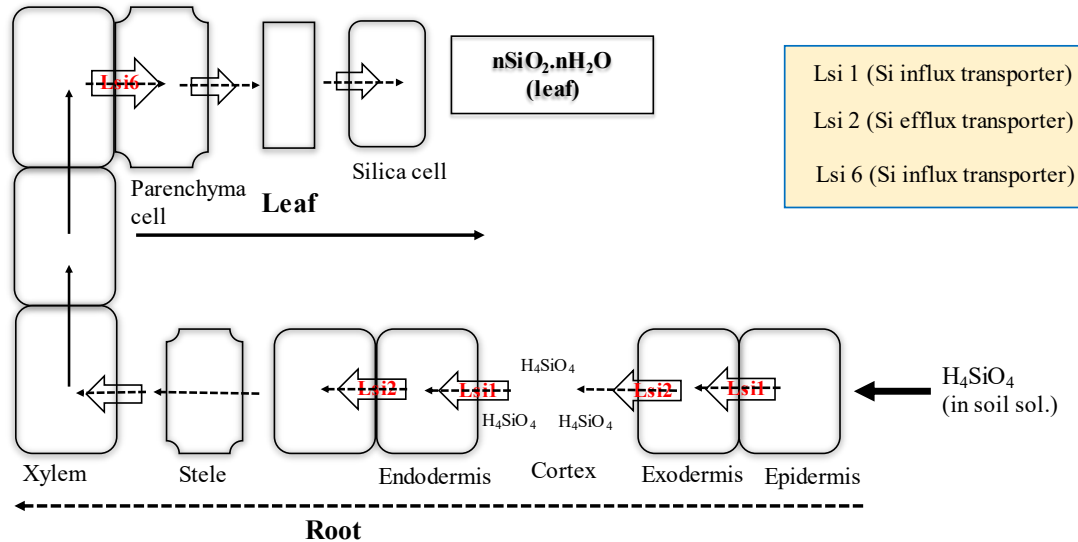 Lsi6
nSiO₂.nH₂O
(leaf)
Lsi 1 (Si influx transporter)
Lsi 2 (Si efflux transporter)
Lsi 6 (Si influx transporter)
Parenchyma
cell
Silica cell
Leaf
H₄SiO₄
Lsi2
Lsi1
H₄SiO₄
H₄SiO₄
Lsi2
Lsi1
H₄SiO₄
(in soil sol.)
Xylem
Stele
Endodermis
Cortex
Exodermis
Epidermis
Root